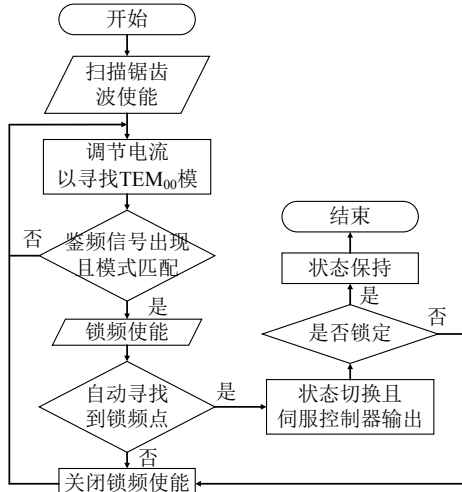 开始
扫描锯齿
波使能
调节电流
以寻找TEM₀₀模
否
鉴频信号出现
且模式匹配
是
锁频使能
自动寻找
到锁频点
是
否
关闭锁频使能
结束
状态保持
是
是否锁定
否
状态切换且
伺服控制器输出